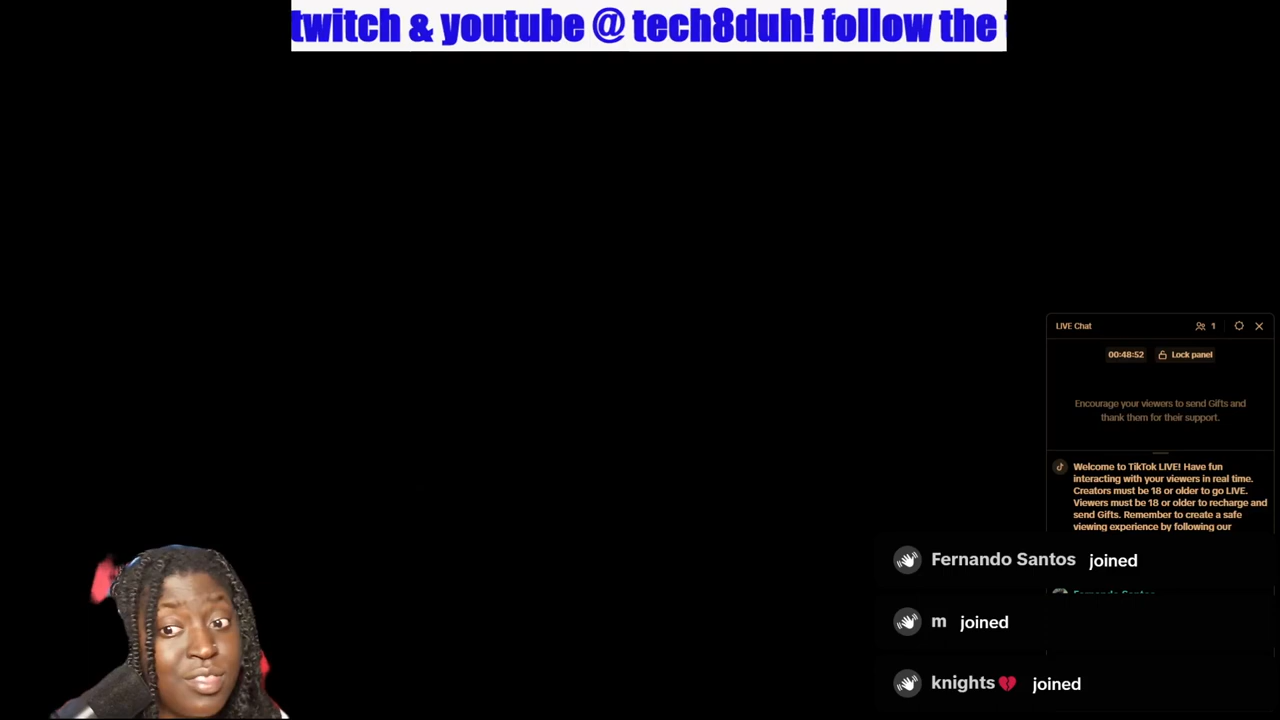 twitch & youtube @ tech8duh! follow the
LIVE Chat
1
00:48:52
Lock panel
Encourage your viewers to send Gifts and
thank them for their support.
Welcome to TikTok LIVE! Have fun
interacting with your viewers in real time.
Creators must be 18 or older to go LIVE.
Viewers must be 18 or older to recharge and
send Gifts. Remember to create a safe
viewing experience by following our
Fernando Santos joined
m joined
knights💔 joined